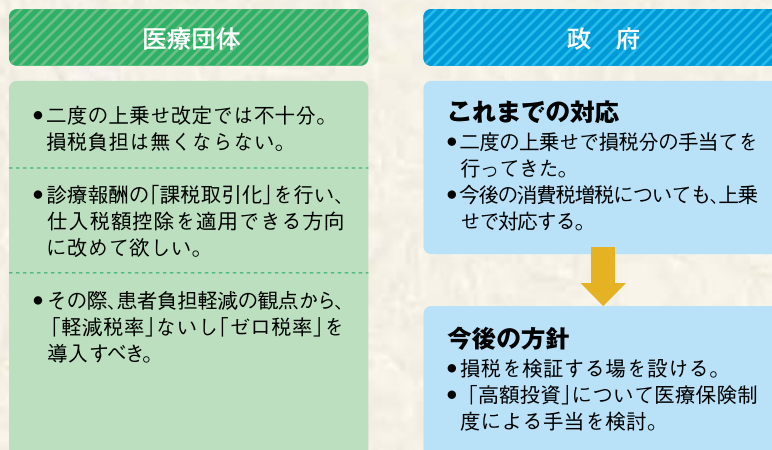 医療団体
●二度の上乗せ改定では不十分。
損税負担は無くならない。
●診療報酬の「課税取引化」を行い、
仕入税額控除を適用できる方向
に改めて欲しい。
●その際、患者負担軽減の観点から、
「軽減税率」ないし「ゼロ税率」を
導入すべき。
政　府
これまでの対応
●二度の上乗せで損税分の手当てを
行ってきた。
●今後の消費税増税についても、上乗
せで対応する。
今後の方針
●損税を検証する場を設ける。
●「高額投資」について医療保険制
度による手当を検討。